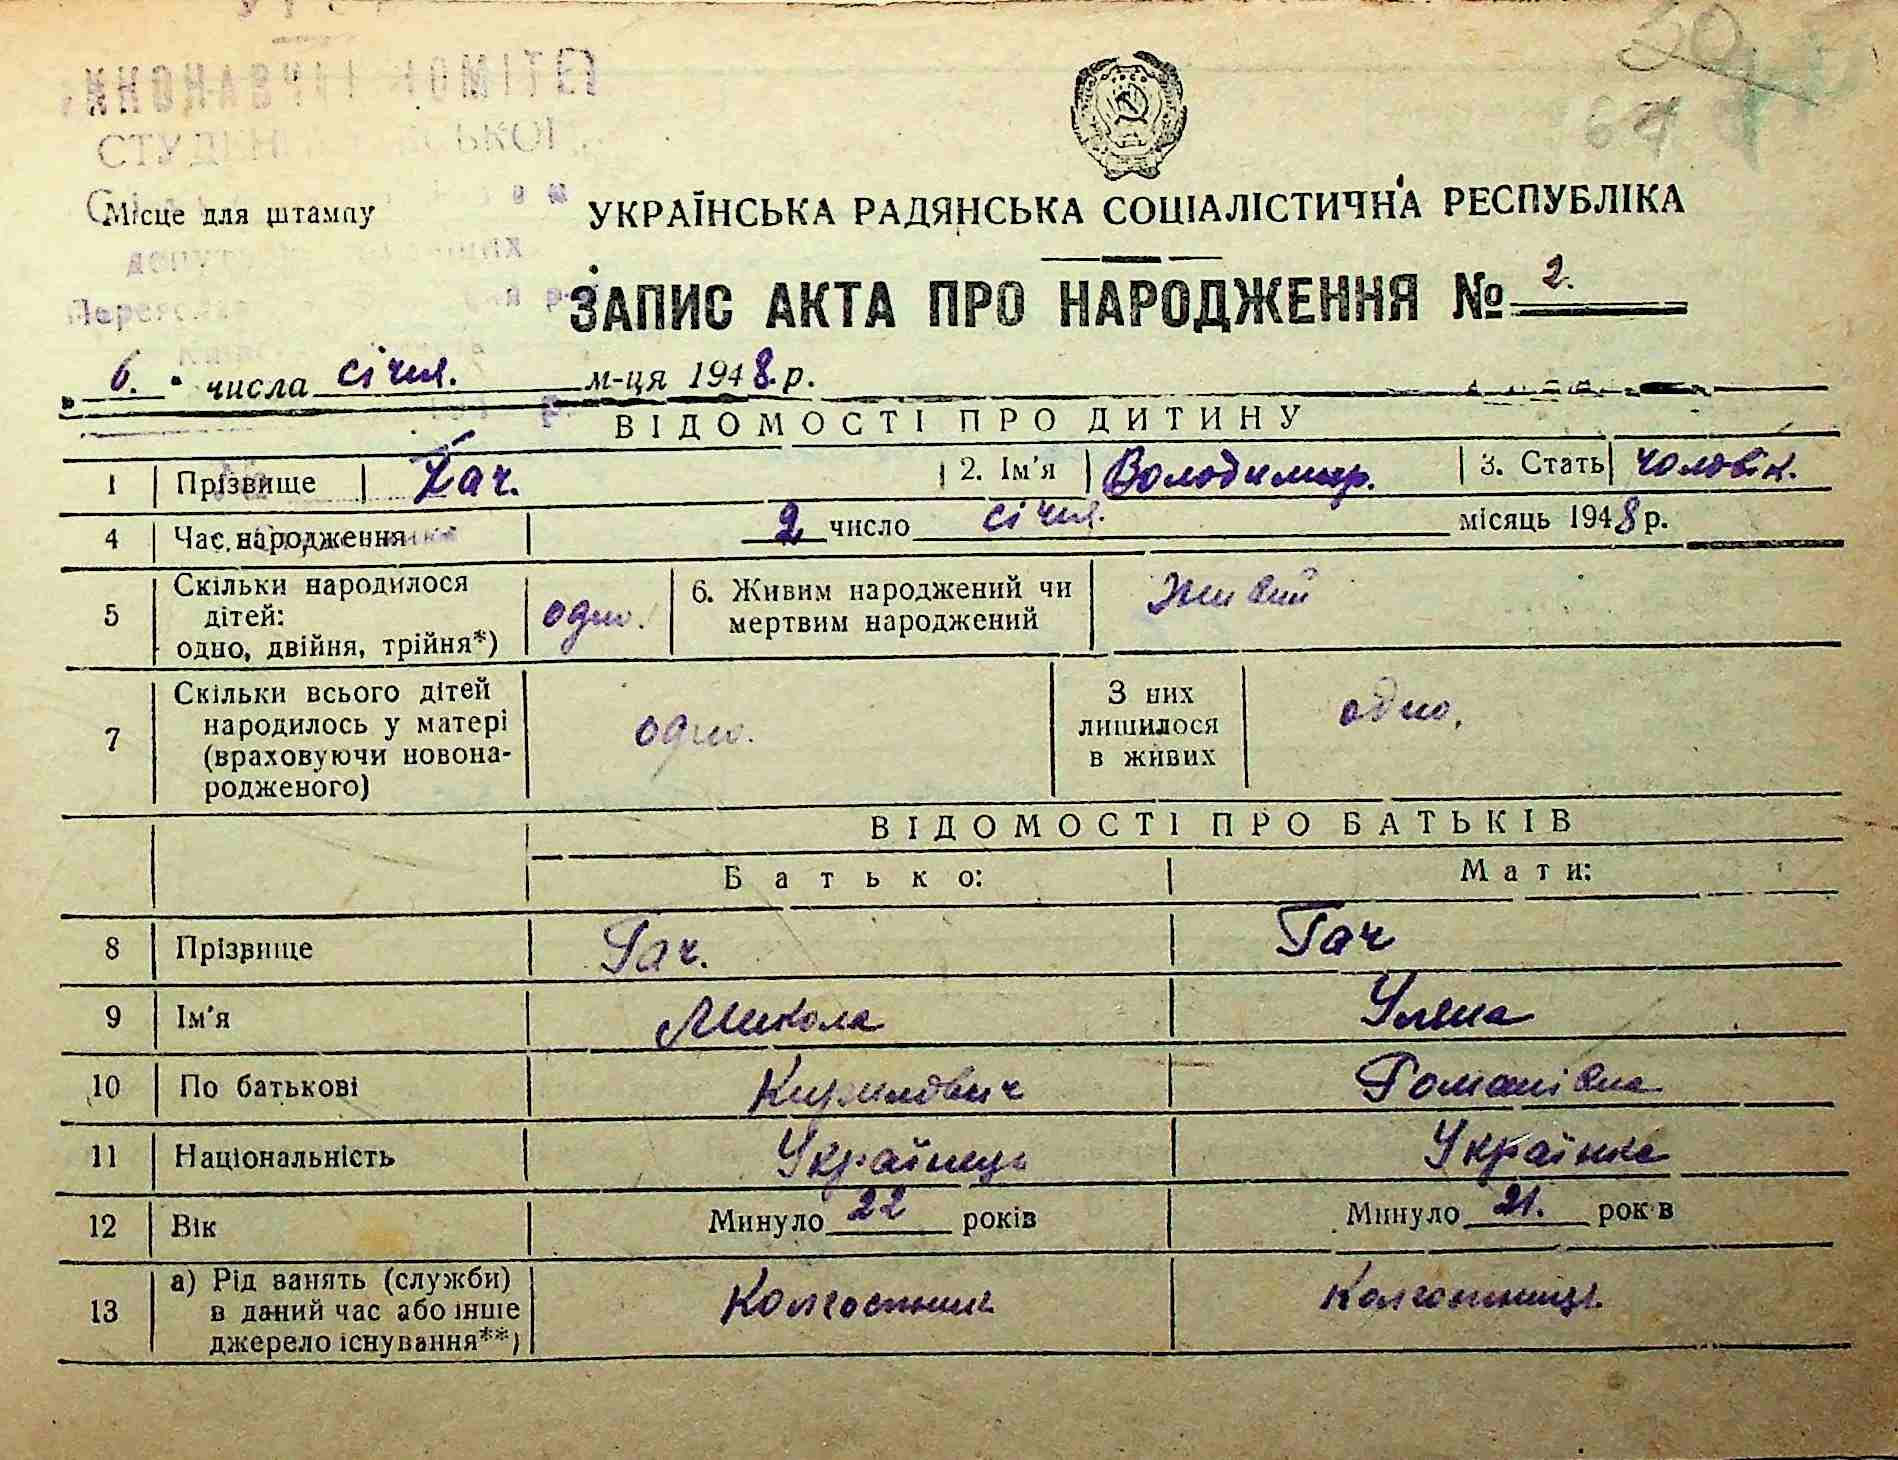 50
ВИКОНАВЧИЙ КОМІТЕТ
Місце для штампу
УКРАЇНСЬКА РАДЯНСЬКА СОЦІАЛІСТИЧНА РЕСПУБЛІКА
ЗАПИС АКТА ПРО НАРОДЖЕННЯ № 2.
„ 6. " числа січня. м-ця 1948.р.
ВІДОМОСТІ ПРО ДИТИНУ
1 Прізвище Гач. 2. Ім'я Володимир. 3. Стать чоловік.
4 Час народження 2 число січня. місяць 1948 р.
5 Скільки народилося дітей: одно, двійня, трійня*) одно. 6. Живим народжений чи мертвим народжений Живий
7 Скільки всього дітей народилось у матері (враховуючи новонародженого) одно. З них лишилося в живих одно.
ВІДОМОСТІ ПРО БАТЬКІВ
Батько: Мати:
8 Прізвище Гач. Гач
9 Ім'я Микола Уляна
10 По батькові Кирилович Романівна
11 Національність Українець Українка
12 Вік Минуло 22 років Минуло 21. років
13 а) Рід занять (служби) в даний час або інше джерело існування**) Колгоспник Колгоспниця